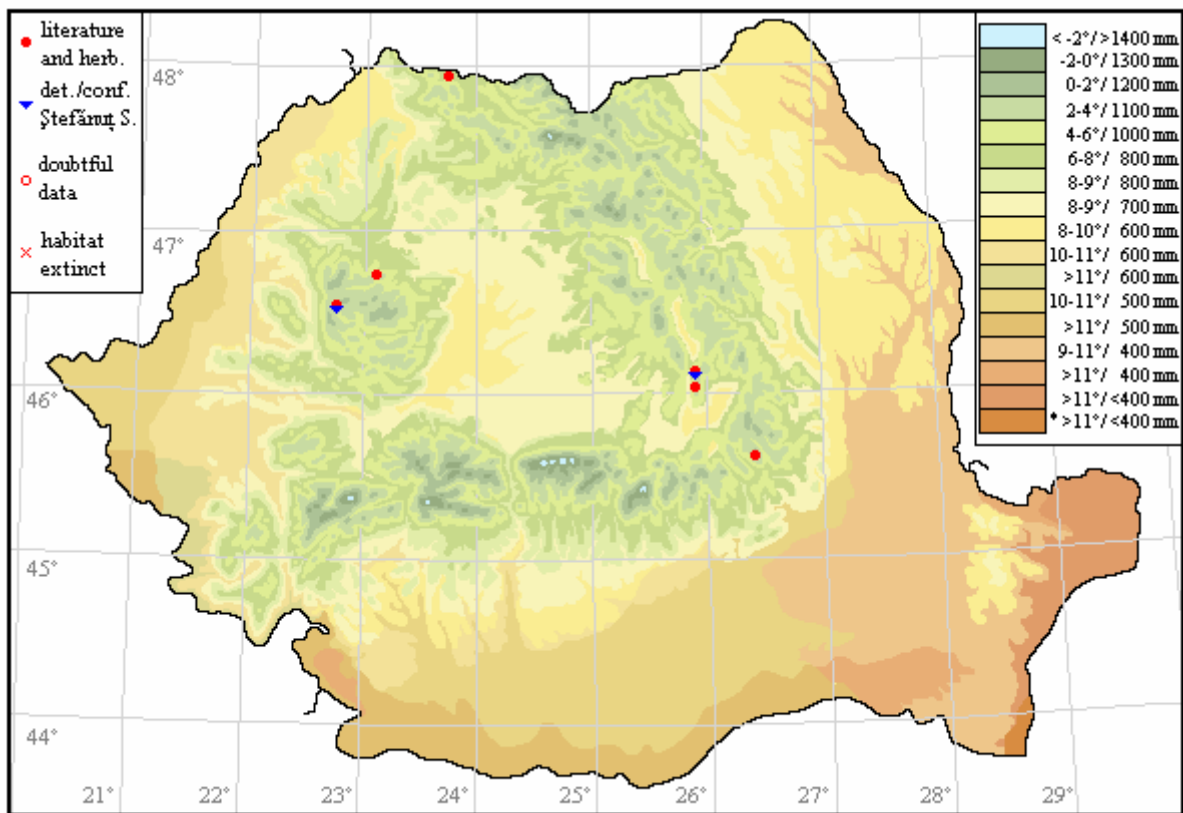 literature
and herb.
det./conf.
Ştefănuţ S.
doubtful
data
habitat
extinct
< -2°/>1400 mm
-2-0°/1300 mm
0-2°/1200 mm
2-4°/1100 mm
4-6°/1000 mm
6-8°/ 800 mm
8-9°/ 800 mm
8-9°/ 700 mm
8-10°/ 600 mm
10-11°/ 600 mm
>11°/ 600 mm
10-11°/ 500 mm
>11°/ 500 mm
9-11°/ 400 mm
>11°/ 400 mm
>11°/<400 mm
* >11°/<400 mm
48°
47°
46°
45°
44°
21° 22° 23° 24° 25° 26° 27° 28° 29°